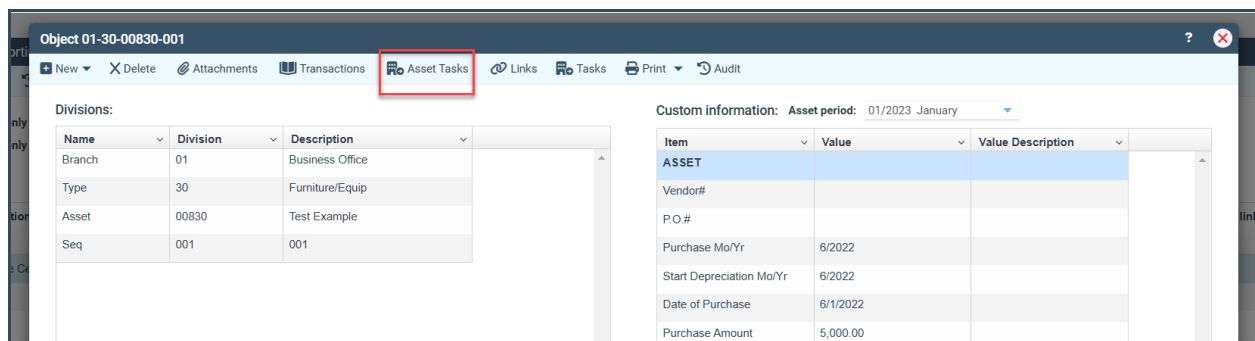 Object 01-30-00830-001 ?
New Delete Attachments Transactions Asset Tasks Links Tasks Print Audit
Divisions:
Name Division Description
Branch 01 Business Office
Type 30 Furniture/Equip
Asset 00830 Test Example
Seq 001 001
Custom information: Asset period: 01/2023 January
Item Value Value Description
ASSET
Vendor#
P.O.#
Purchase Mo/Yr 6/2022
Start Depreciation Mo/Yr 6/2022
Date of Purchase 6/1/2022
Purchase Amount 5,000.00